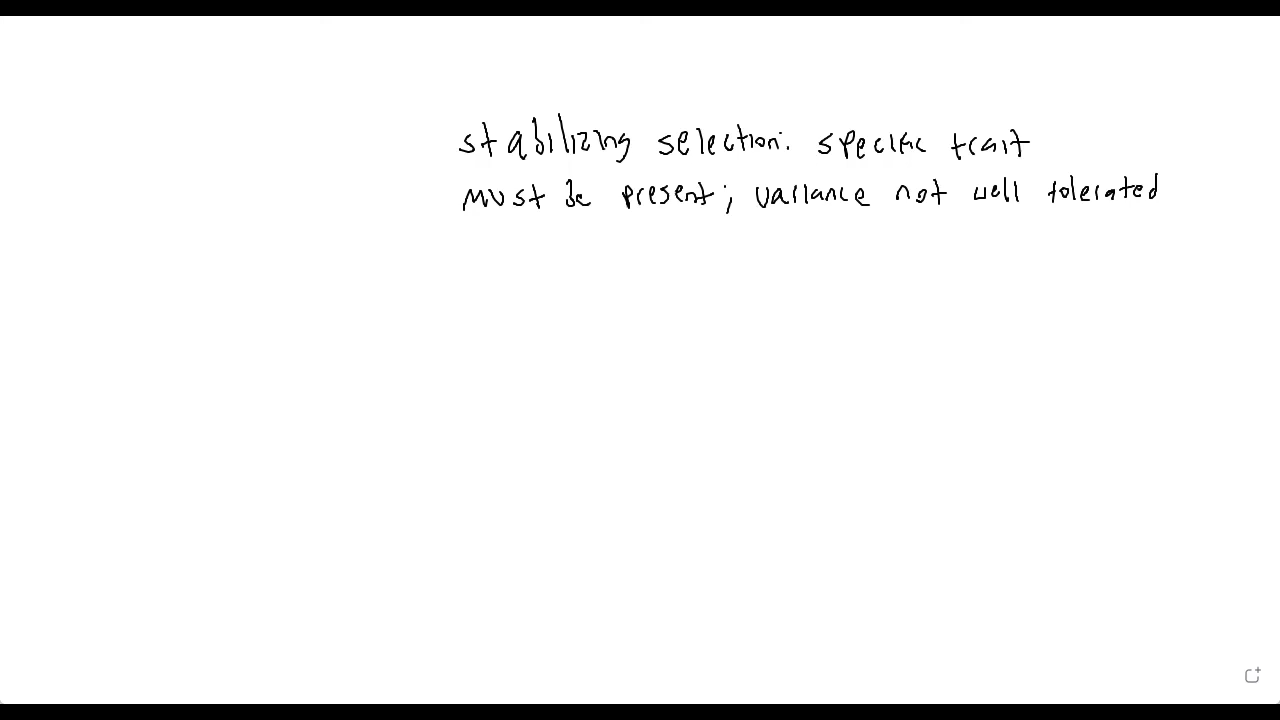 stabilizing selection: specific trait
must be present; variance not well tolerated